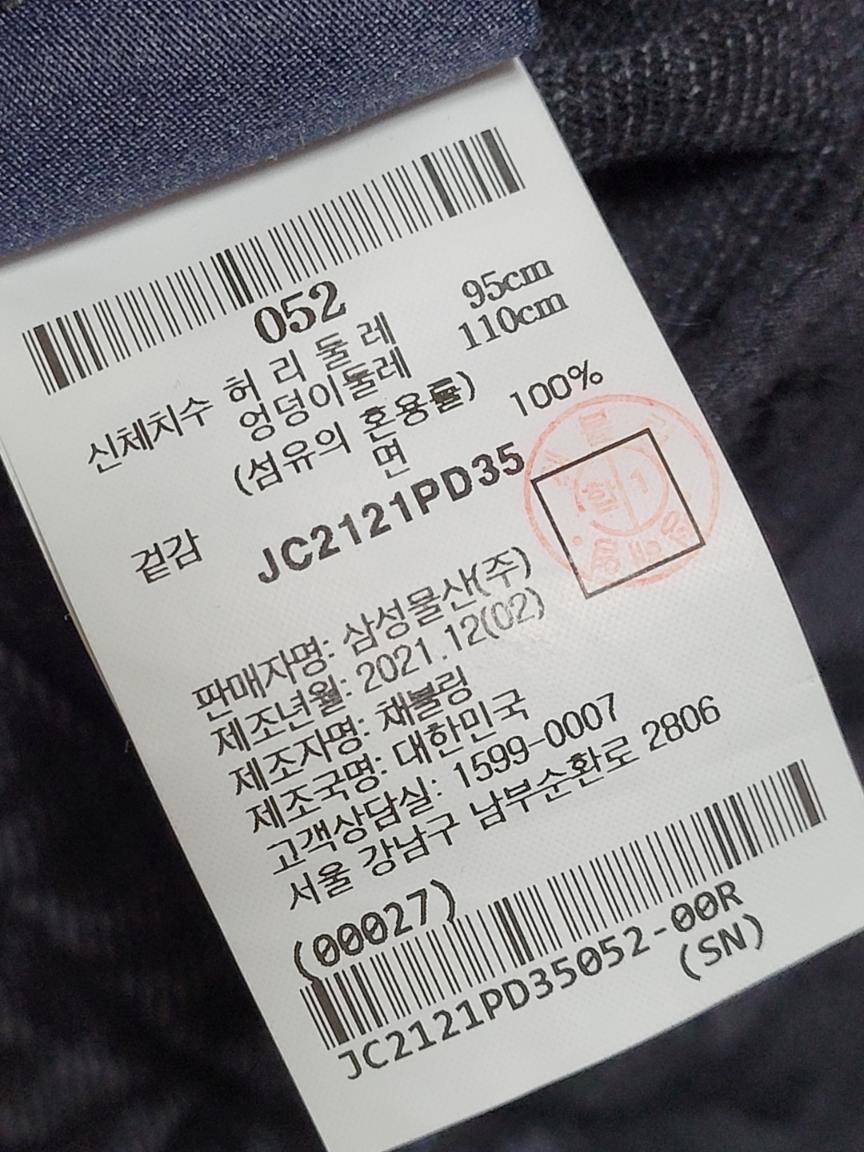 052
신체치수 허 리 둘 레 95cm
엉덩이둘레 110cm
(섬유의 혼용률)
겉감 면 100%
JC2121PD35
판매자명: 삼성물산(주)
제조년월: 2021.12(02)
제조자명: 채블링
제조국명: 대한민국
고객상담실: 1599-0007
서울 강남구 남부순환로 2806
(00027)
JC2121PD35052-00R
(SN)